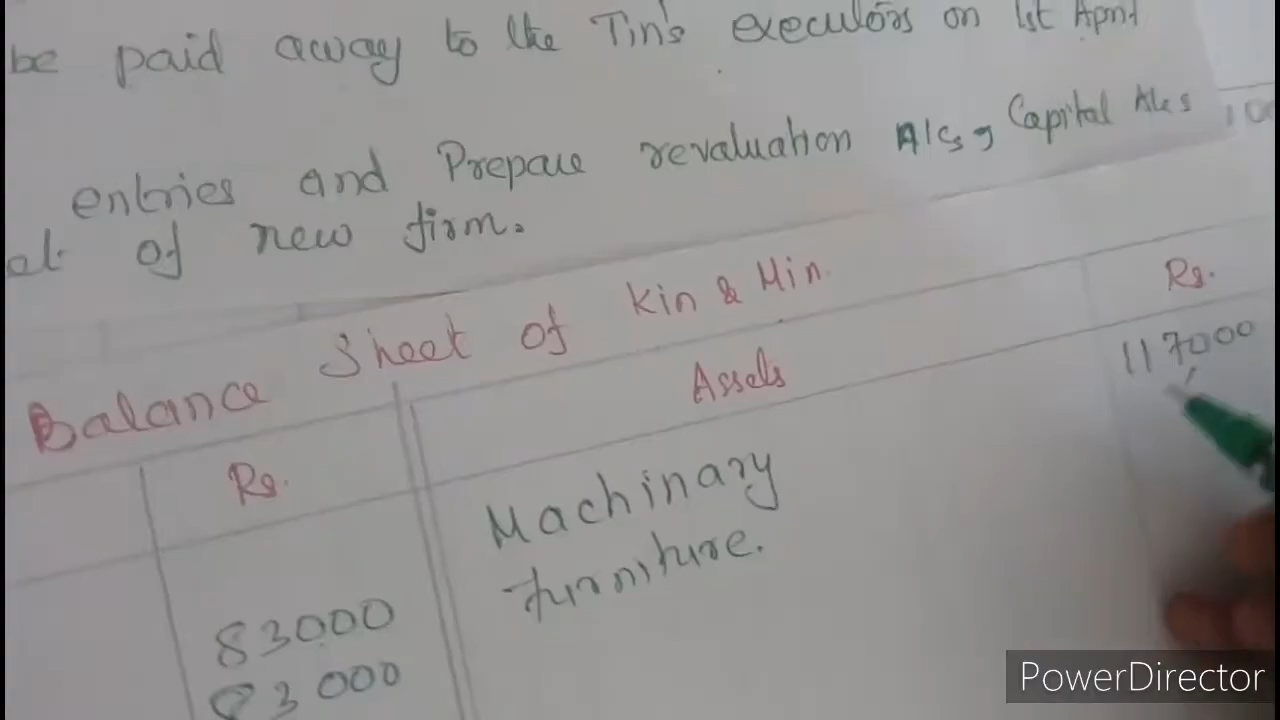 be paid away to the Tin's executors on 1st April
entries and Prepare revaluation A/cs, Capital A/cs
of new firm.
Balance Sheet of Kin & Min.
Rs. Assets Rs.
Machinary 117000
furniture.
83000
83000
PowerDirector